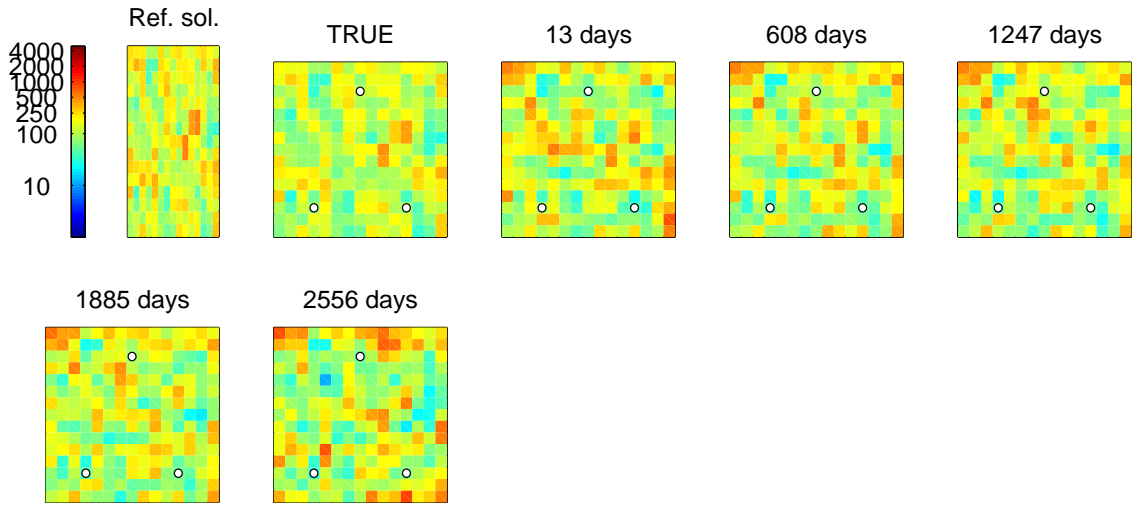 Ref. sol.
TRUE
13 days
608 days
1247 days
4000
2000
1000
500
250
100
10
1885 days
2556 days